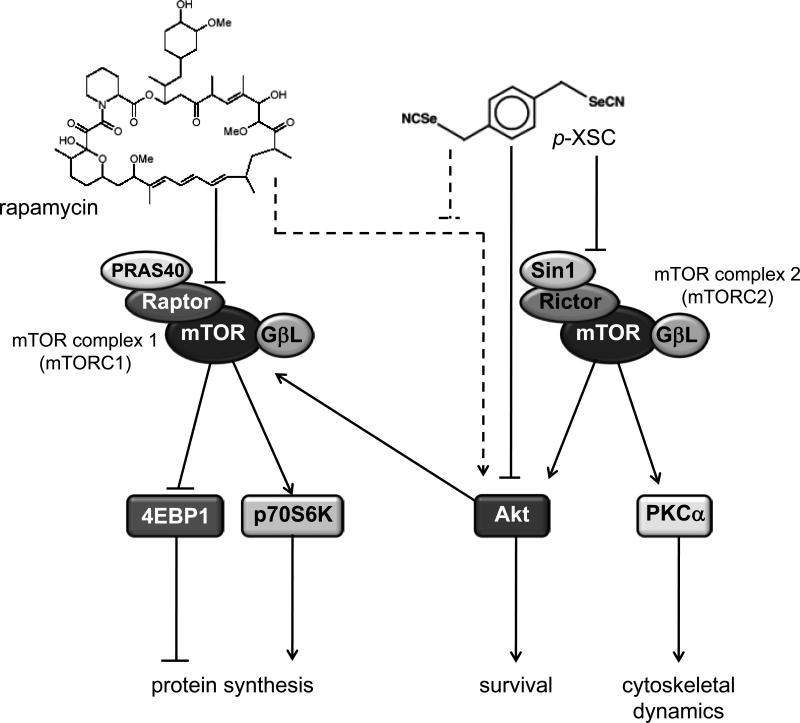 OH
OMe
N
O
O
O
O
OH
MeO
O
O
HO
O
OMe
rapamycin
NCSe
SeCN
p-XSC
PRAS40
Raptor
mTOR
GβL
mTOR complex 1
(mTORC1)
Sin1
Rictor
mTOR
GβL
mTOR complex 2
(mTORC2)
4EBP1
p70S6K
Akt
PKCα
protein synthesis
survival
cytoskeletal
dynamics